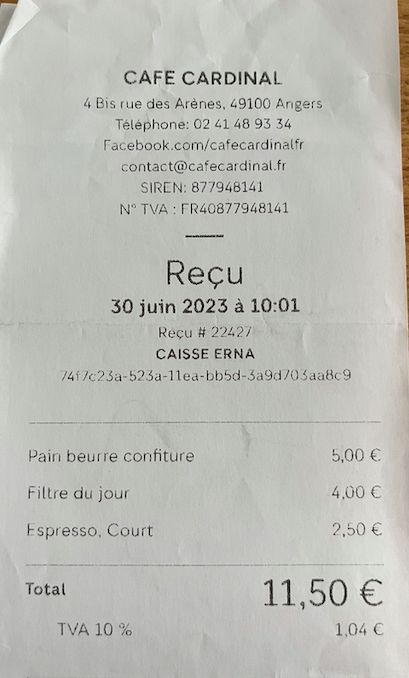 CAFE CARDINAL
4 Bis rue des Arènes, 49100 Angers
Téléphone: 02 41 48 93 34
Facebook.com/cafecardinalfr
contact@cafecardinal.fr
SIREN: 877948141
N° TVA : FR40877948141
Reçu
30 juin 2023 à 10:01
Reçu # 22427
CAISSE ERNA
74f7c23a-523a-11ea-bb5d-3a9d703aa8c9
Pain beurre confiture 5,00 €
Filtre du jour 4,00 €
Espresso, Court 2,50 €
Total 11,50 €
TVA 10 % 1,04 €